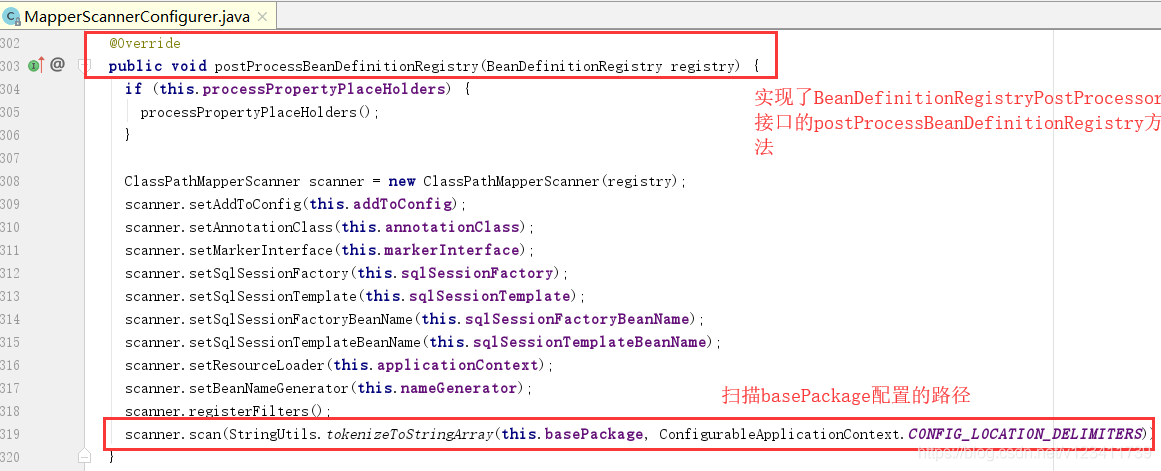 MapperScannerConfigurer.java
302 @Override
303 public void postProcessBeanDefinitionRegistry(BeanDefinitionRegistry registry) {
304 if (this.processPropertyPlaceHolders) {
实现了BeanDefinitionRegistryPostProcessor
305 processPropertyPlaceHolders();
接口的postProcessBeanDefinitionRegistry方
306 }
法
307
308 ClassPathMapperScanner scanner = new ClassPathMapperScanner(registry);
309 scanner.setAddToConfig(this.addToConfig);
310 scanner.setAnnotationClass(this.annotationClass);
311 scanner.setMarkerInterface(this.markerInterface);
312 scanner.setSqlSessionFactory(this.sqlSessionFactory);
313 scanner.setSqlSessionTemplate(this.sqlSessionTemplate);
314 scanner.setSqlSessionFactoryBeanName(this.sqlSessionFactoryBeanName);
315 scanner.setSqlSessionTemplateBeanName(this.sqlSessionTemplateBeanName);
316 scanner.setResourceLoader(this.applicationContext);
317 scanner.setBeanNameGenerator(this.nameGenerator);
扫描basePackage配置的路径
318 scanner.registerFilters();
319 scanner.scan(StringUtils.tokenizeToStringArray(this.basePackage, ConfigurableApplicationContext.CONFIG_LOCATION_DELIMITERS))
320 }